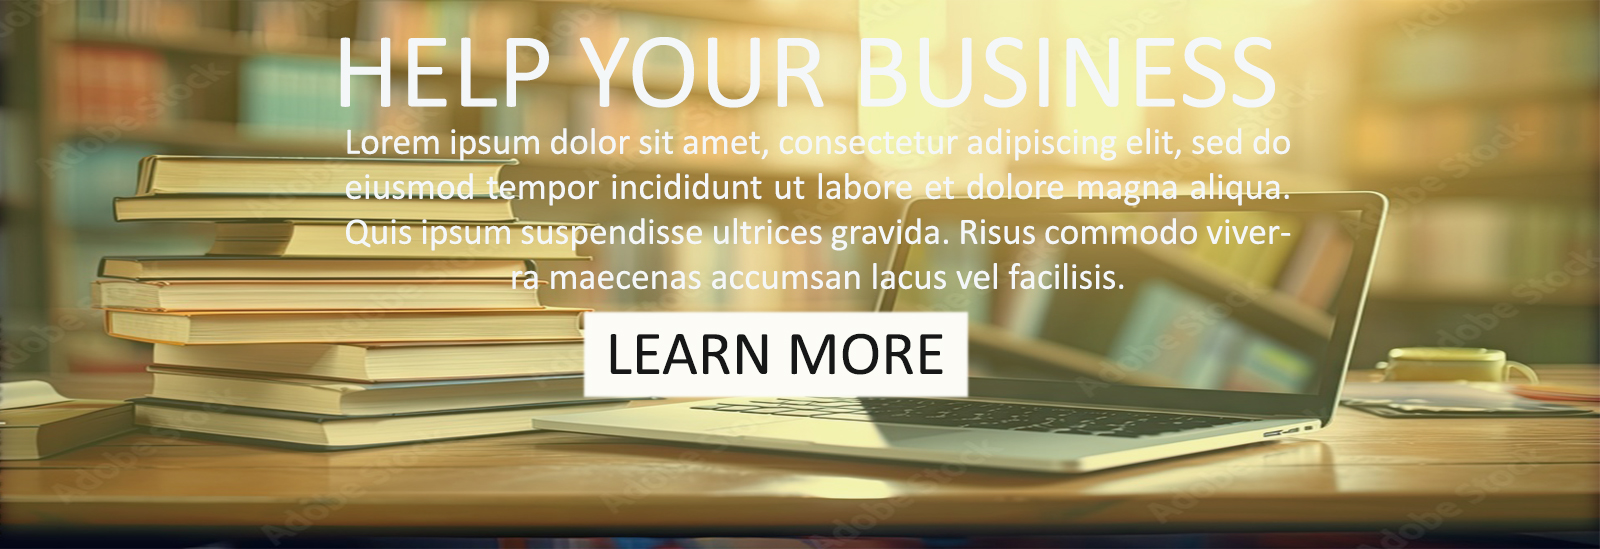 HELP YOUR BUSINESS
Lorem ipsum dolor sit amet, consectetur adipiscing elit, sed do
eiusmod tempor incididunt ut labore et dolore magna aliqua.
Quis ipsum suspendisse ultrices gravida. Risus commodo viver-
ra maecenas accumsan lacus vel facilisis.
LEARN MORE
Adobe Stock